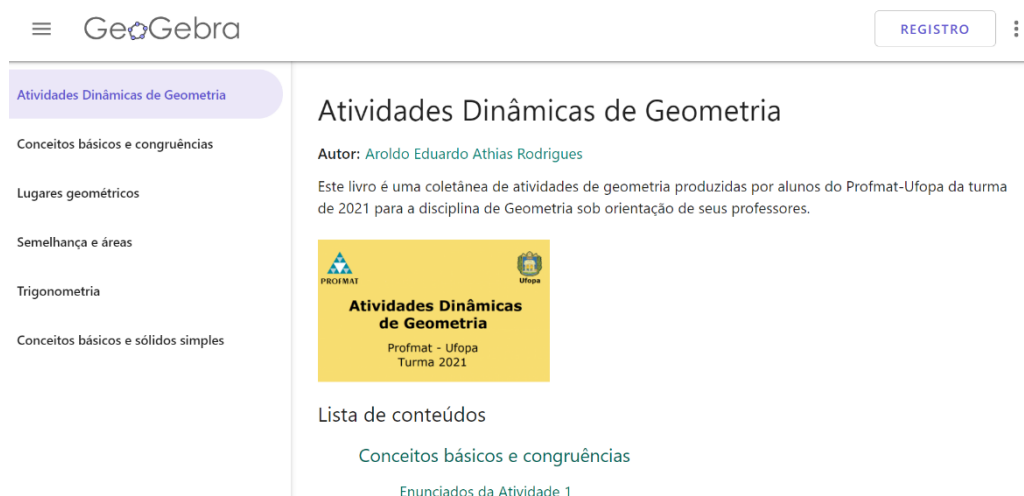 GeoGebra
REGISTRO
Atividades Dinâmicas de Geometria
Conceitos básicos e congruências
Lugares geométricos
Semelhança e áreas
Trigonometria
Conceitos básicos e sólidos simples
Atividades Dinâmicas de Geometria
Autor: Aroldo Eduardo Athias Rodrigues
Este livro é uma coletânea de atividades de geometria produzidas por alunos do Profmat-Ufopa da turma
de 2021 para a disciplina de Geometria sob orientação de seus professores.
PROFMAT
Ufopa
Atividades Dinâmicas
de Geometria
Profmat - Ufopa
Turma 2021
Lista de conteúdos
Conceitos básicos e congruências
Enunciados da Atividade 1